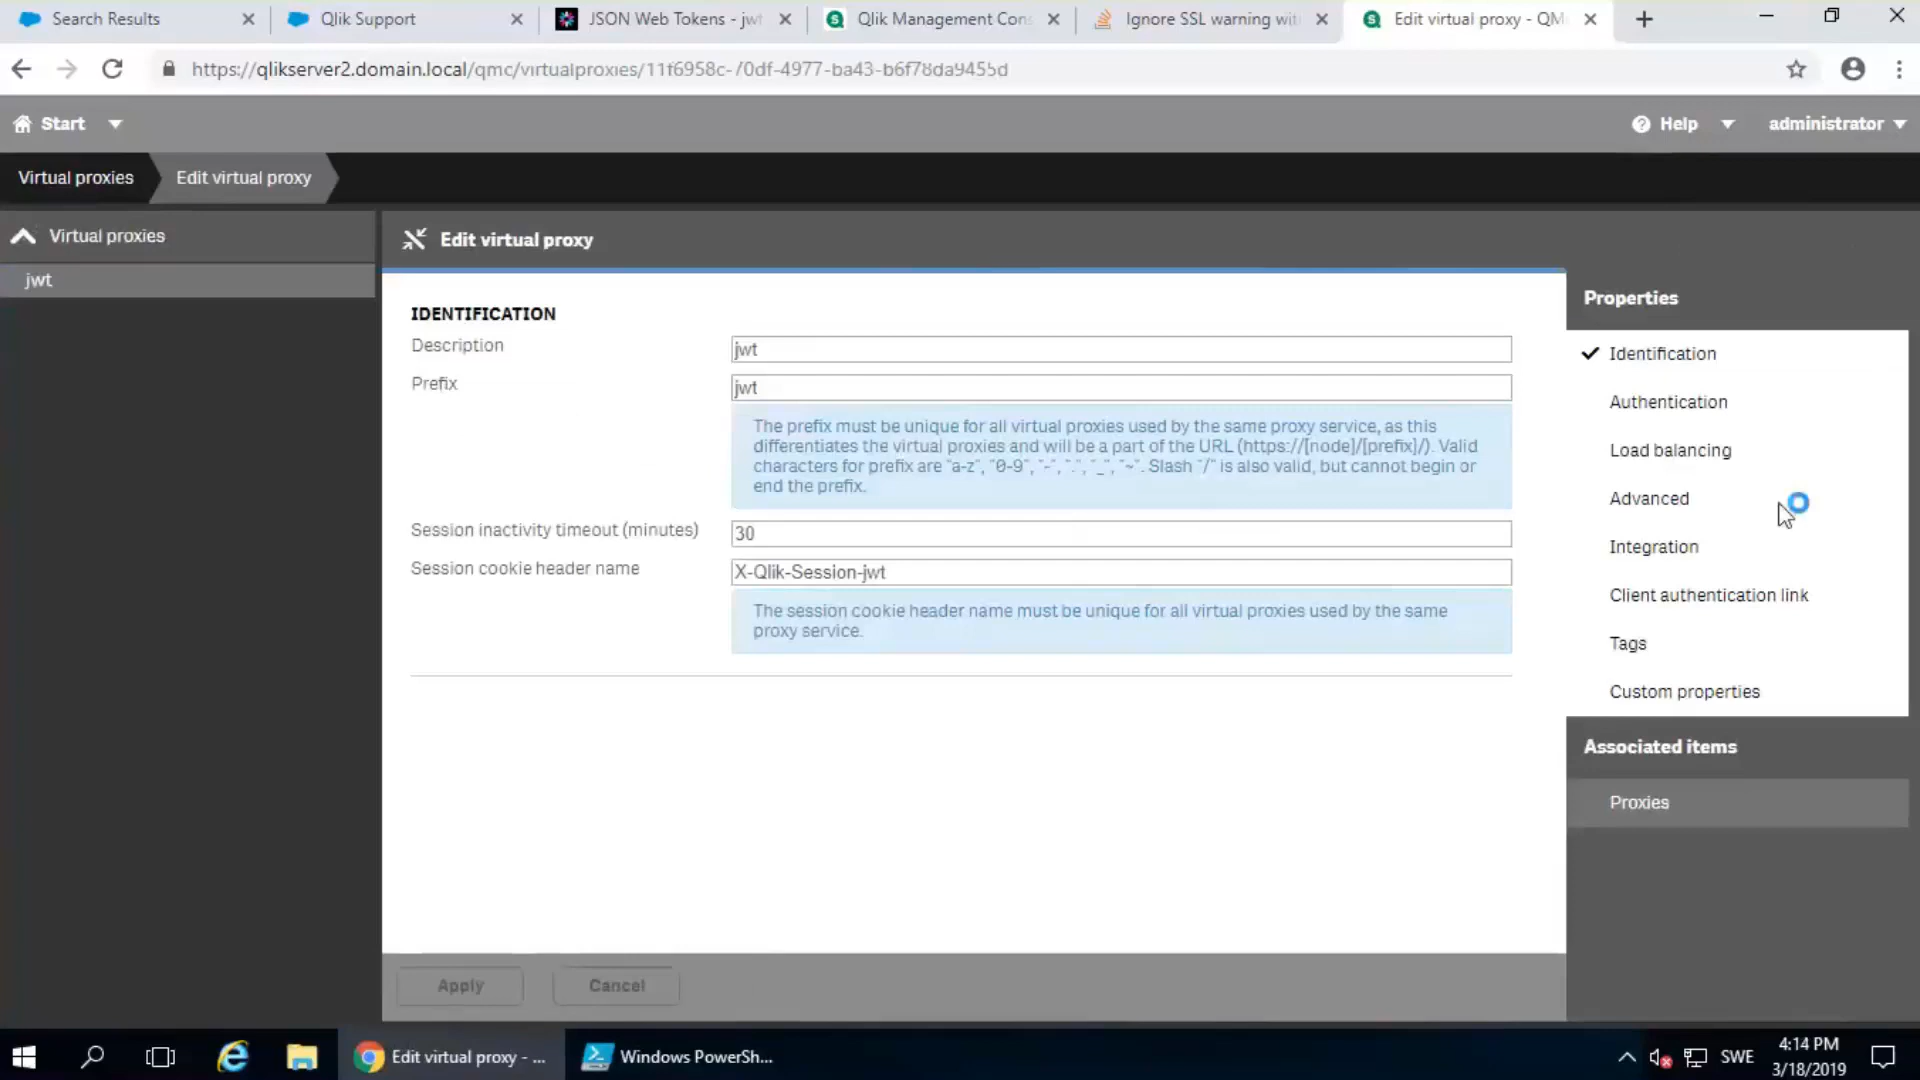 Search Results
Qlik Support
JSON Web Tokens - jw
Qlik Management Con
Ignore SSL warning wit
Edit virtual proxy - QM
https://qlikserver2.domain.local/qmc/virtualproxies/11f6958c-70df-4977-ba43-b6f78da9455d
Start
Help
administrator
Virtual proxies
Edit virtual proxy
Virtual proxies
jwt
Edit virtual proxy
IDENTIFICATION
Description
jwt
Prefix
jwt
The prefix must be unique for all virtual proxies used by the same proxy service, as this
differentiates the virtual proxies and will be a part of the URL (https://[node]/[prefix]/). Valid
characters for prefix are "a-z", "0-9", "-", ".", "_", "~". Slash "/" is also valid, but cannot begin or
end the prefix.
Session inactivity timeout (minutes)
30
Session cookie header name
X-Qlik-Session-jwt
The session cookie header name must be unique for all virtual proxies used by the same
proxy service.
Apply
Cancel
Properties
Identification
Authentication
Load balancing
Advanced
Integration
Client authentication link
Tags
Custom properties
Associated items
Proxies
Edit virtual proxy - ...
Windows PowerSh...
SWE
4:14 PM
3/18/2019